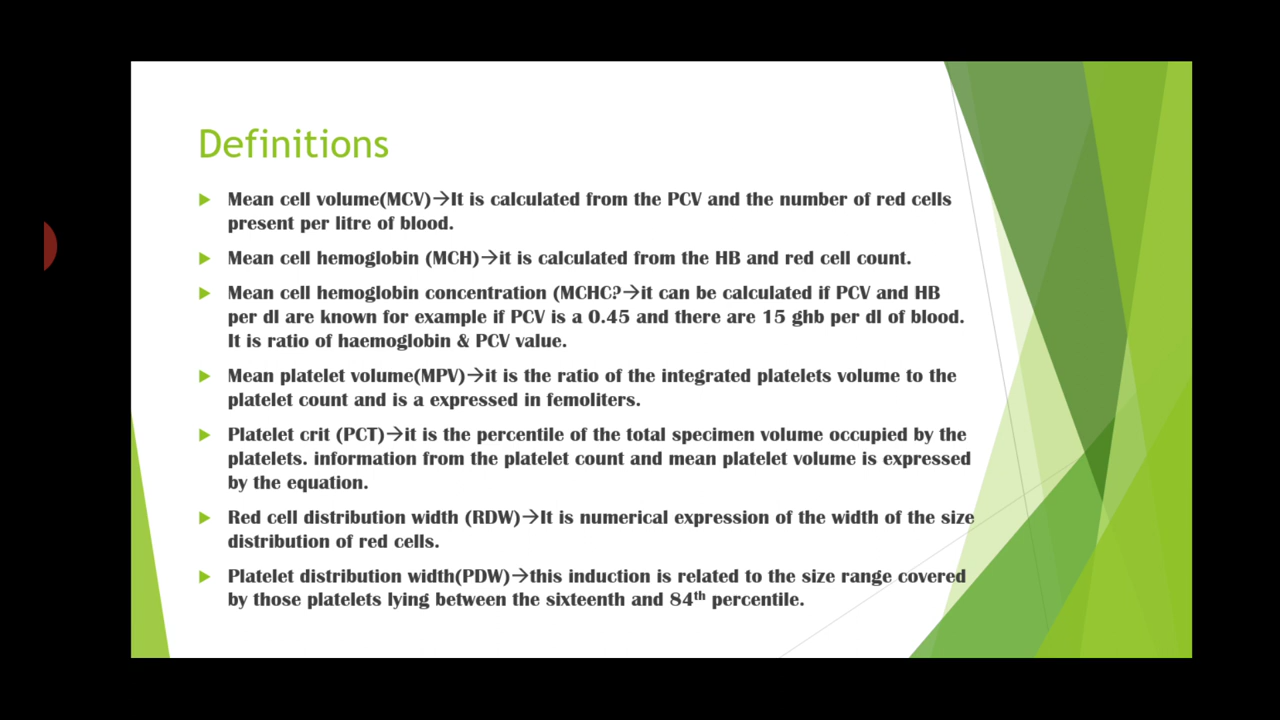 Definitions
Mean cell volume(MCV)→It is calculated from the PCV and the number of red cells
present per litre of blood.
Mean cell hemoglobin (MCH)→it is calculated from the HB and red cell count.
Mean cell hemoglobin concentration (MCHC?→it can be calculated if PCV and HB
per dl are known for example if PCV is a 0.45 and there are 15 ghb per dl of blood.
It is ratio of haemoglobin & PCV value.
Mean platelet volume(MPV)→it is the ratio of the integrated platelets volume to the
platelet count and is a expressed in femoliters.
Platelet crit (PCT)→it is the percentile of the total specimen volume occupied by the
platelets. information from the platelet count and mean platelet volume is expressed
by the equation.
Red cell distribution width (RDW)→It is numerical expression of the width of the size
distribution of red cells.
Platelet distribution width(PDW)→this induction is related to the size range covered
by those platelets lying between the sixteenth and 84th percentile.